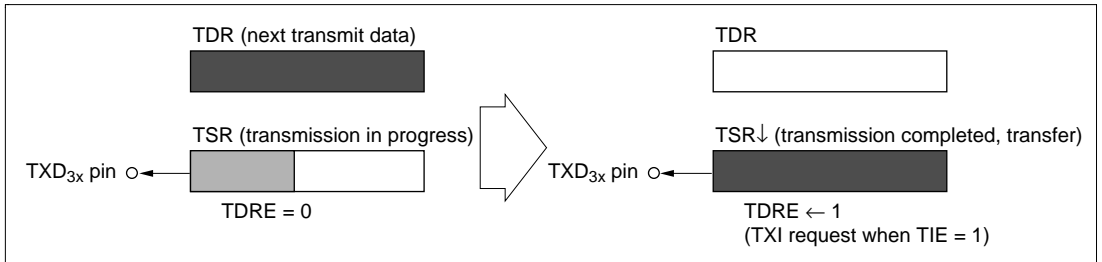 TDR (next transmit data)
TSR (transmission in progress)
TXD3x pin
TDRE = 0
TDR
TSR↓ (transmission completed, transfer)
TXD3x pin
TDRE ← 1
(TXI request when TIE = 1)